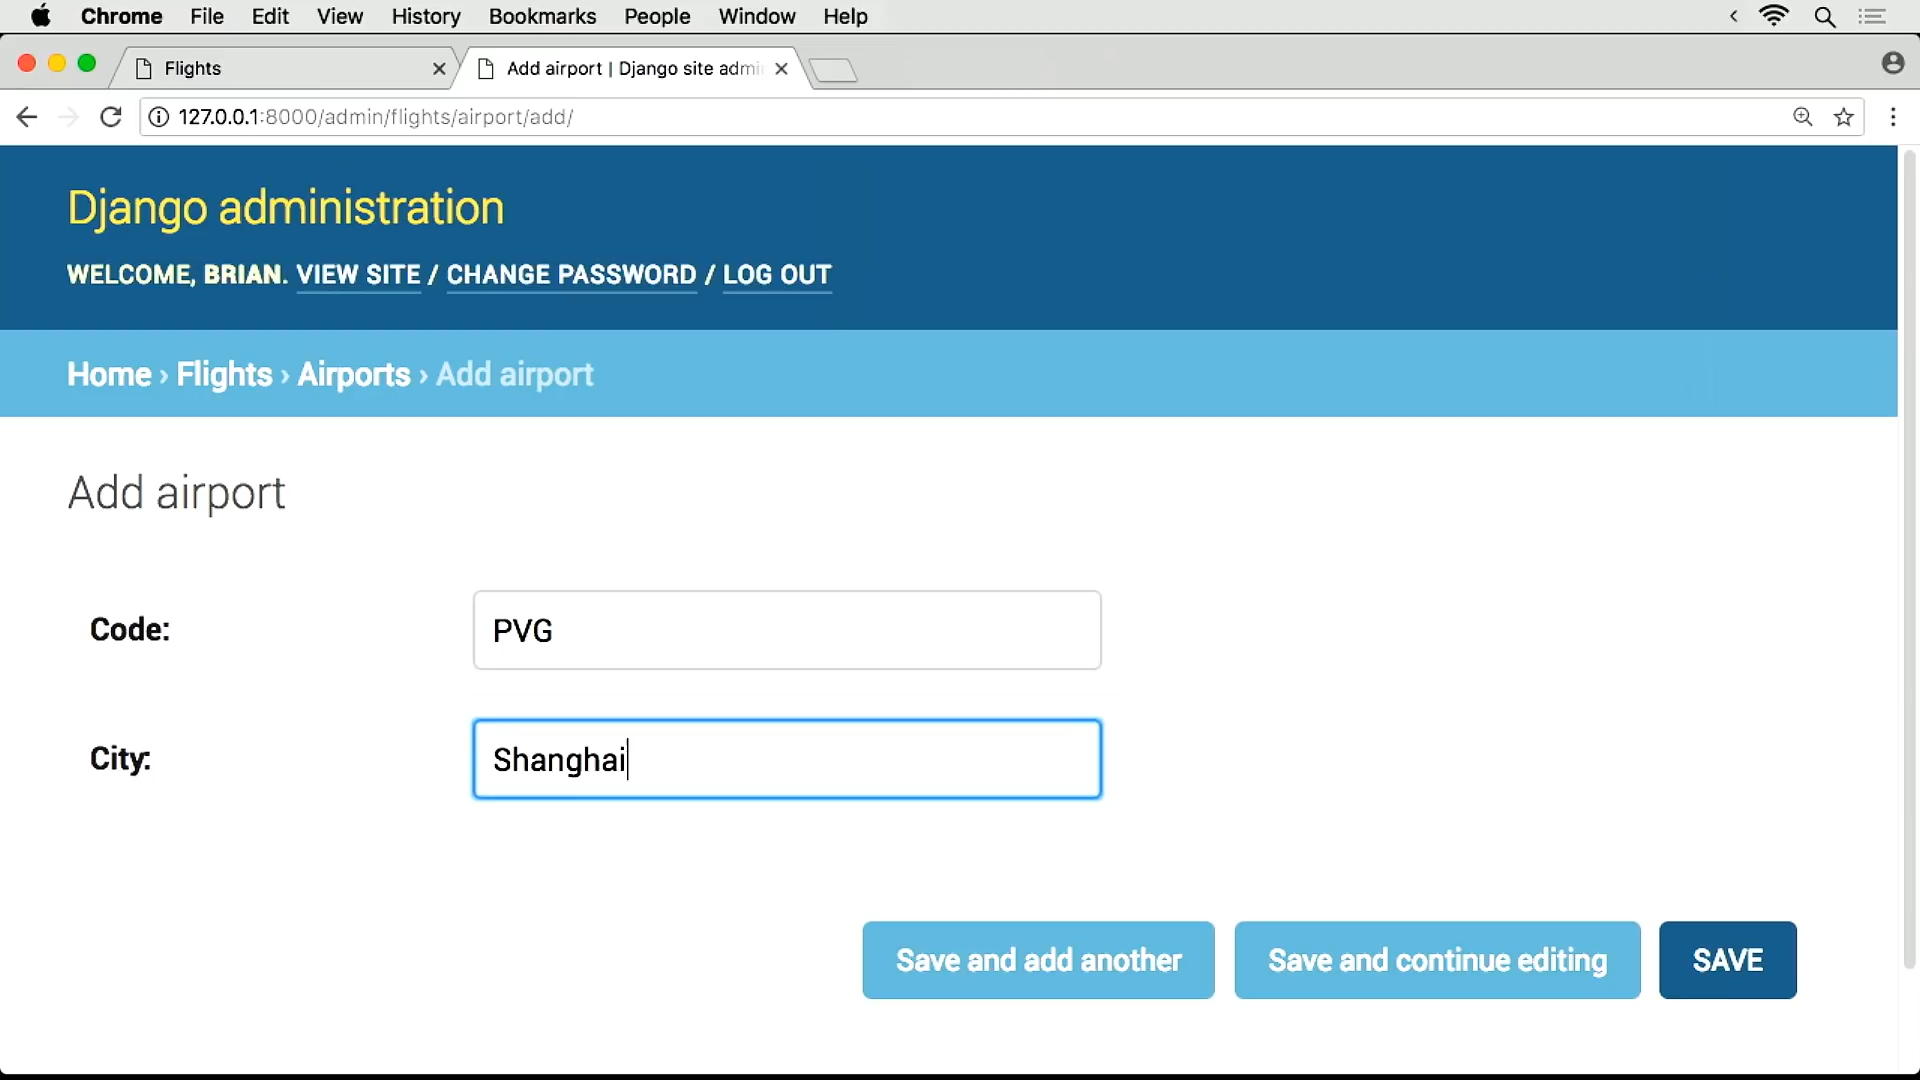 Chrome File Edit View History Bookmarks People Window Help
Flights
Add airport | Django site admi
127.0.0.1:8000/admin/flights/airport/add/
Django administration
WELCOME, BRIAN. VIEW SITE / CHANGE PASSWORD / LOG OUT
Home › Flights › Airports › Add airport
Add airport
Code: PVG
City: Shanghai
Save and add another Save and continue editing SAVE